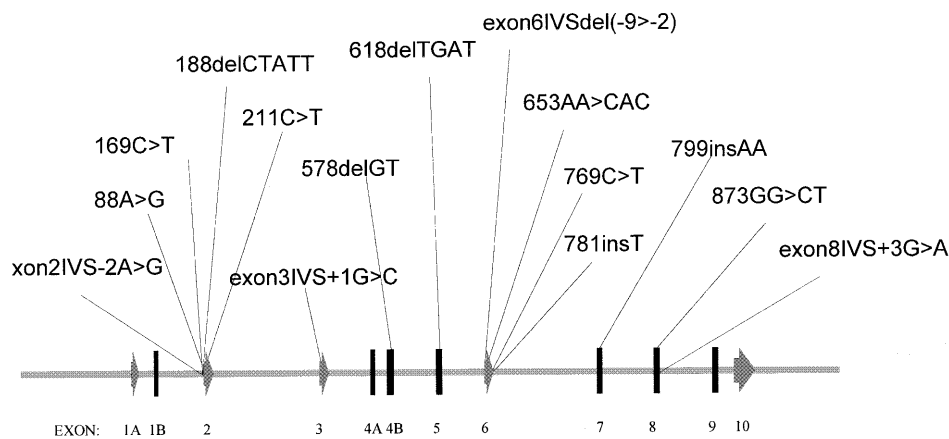 exon6IVSdel(-9>-2)
618delTGAT
188delCTATT
653AA>CAC
211C>T
169C>T
799insAA
578delGT
769C>T
88A>G
873GG>CT
781insT
exon8IVS+3G>A
xon2IVS-2A>G
exon3IVS+1G>C
EXON: 1A 1B 2 3 4A 4B 5 6 7 8 9 10